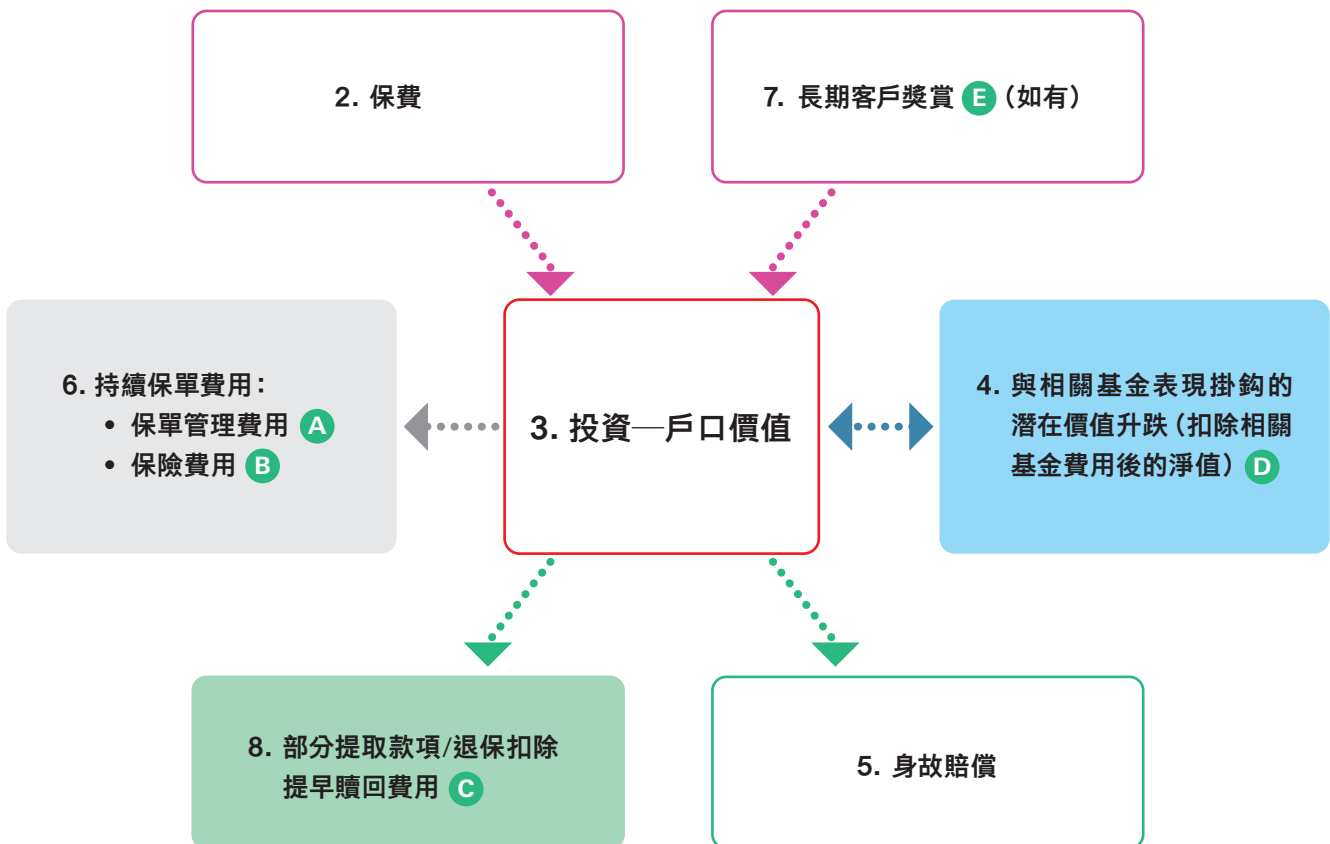 2. 保費
7. 長期客戶獎賞 E (如有)
6. 持續保單費用：
• 保單管理費用 A
• 保險費用 B
3. 投資—戶口價值
4. 與相關基金表現掛鈎的
潛在價值升跌 (扣除相關
基金費用後的淨值) D
8. 部分提取款項/退保扣除
提早贖回費用 C
5. 身故賠償